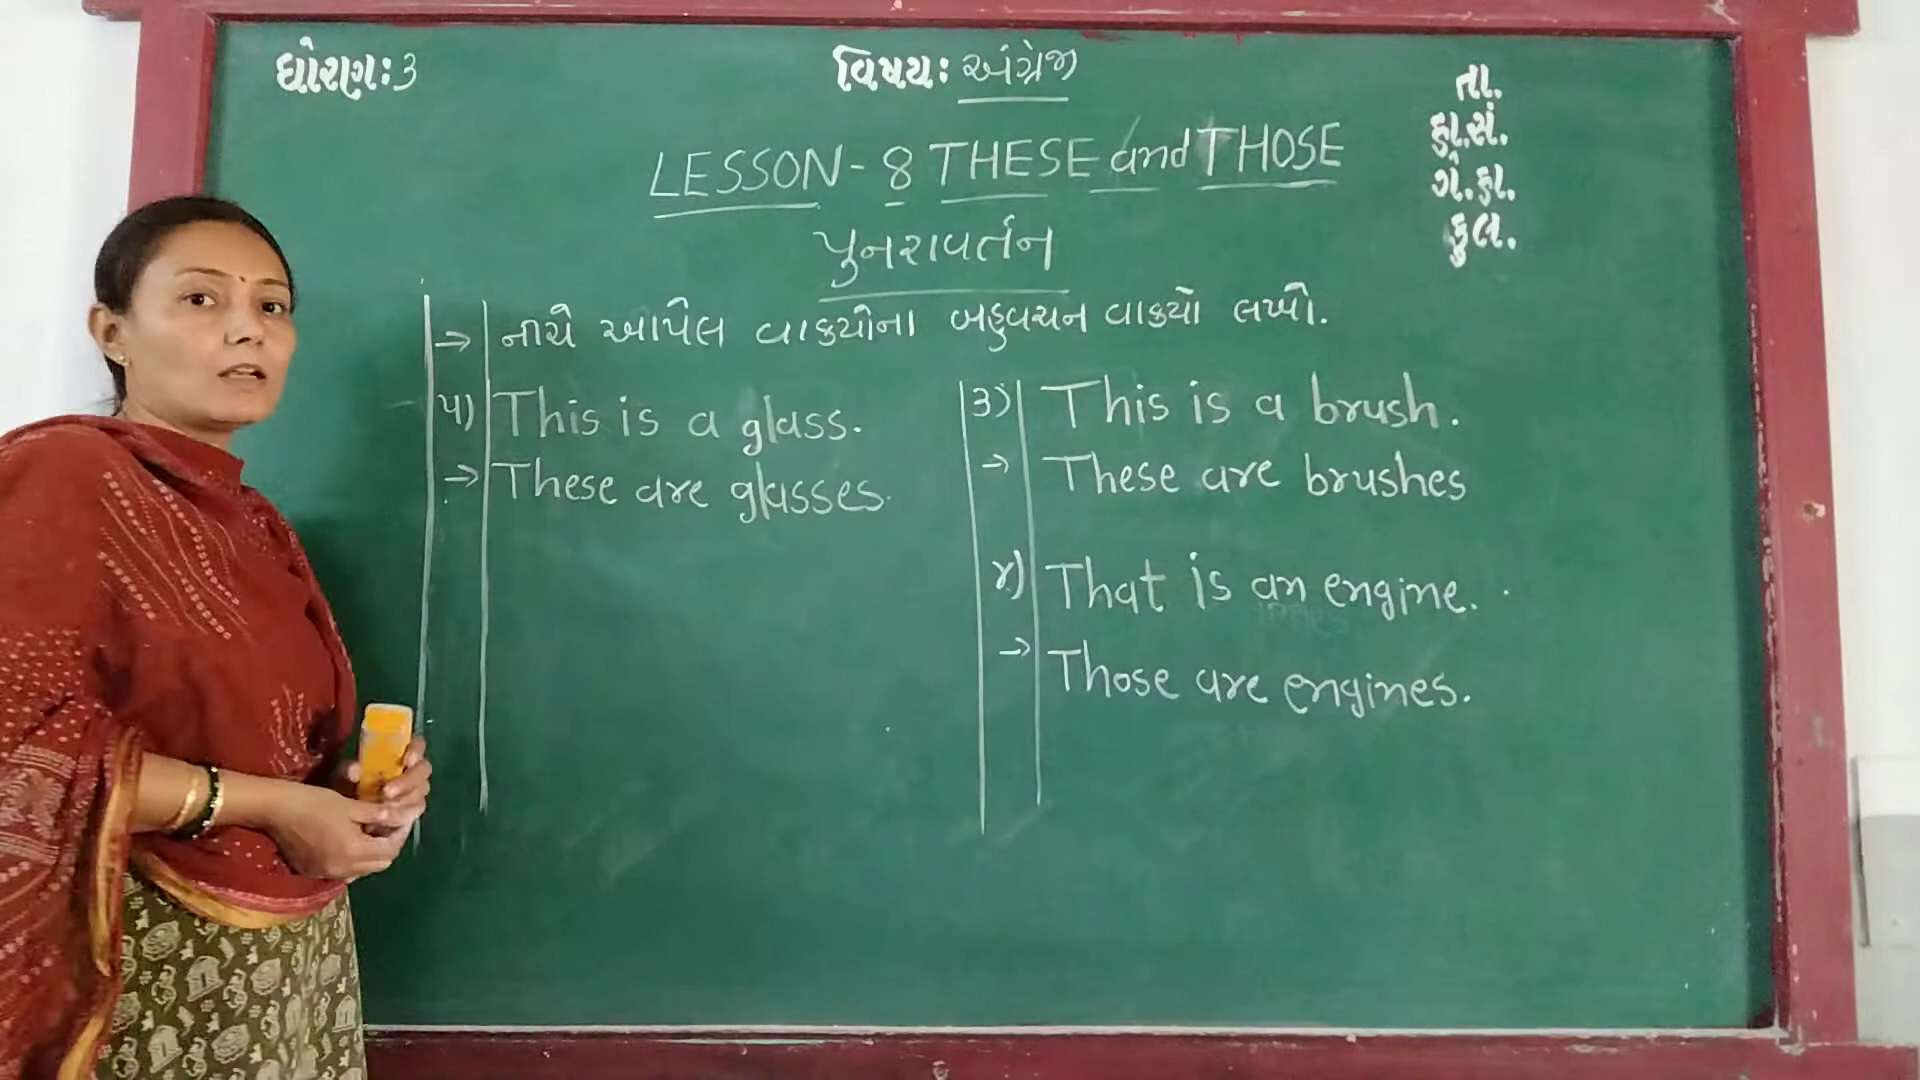 ધોરણ: 3
વિષય: અંગ્રેજી
તા.
હા.સં.
ગે.હા.
કુલ.
LESSON - 8 THESE and THOSE
પુનરાવર્તન
→ નીચે આપેલ વાક્યોના બહુવચન વાક્યો લખો.
૫) This is a glass.
→ These are glasses.
૩) This is a brush.
→ These are brushes
૪) That is an engine.
→ Those are engines.